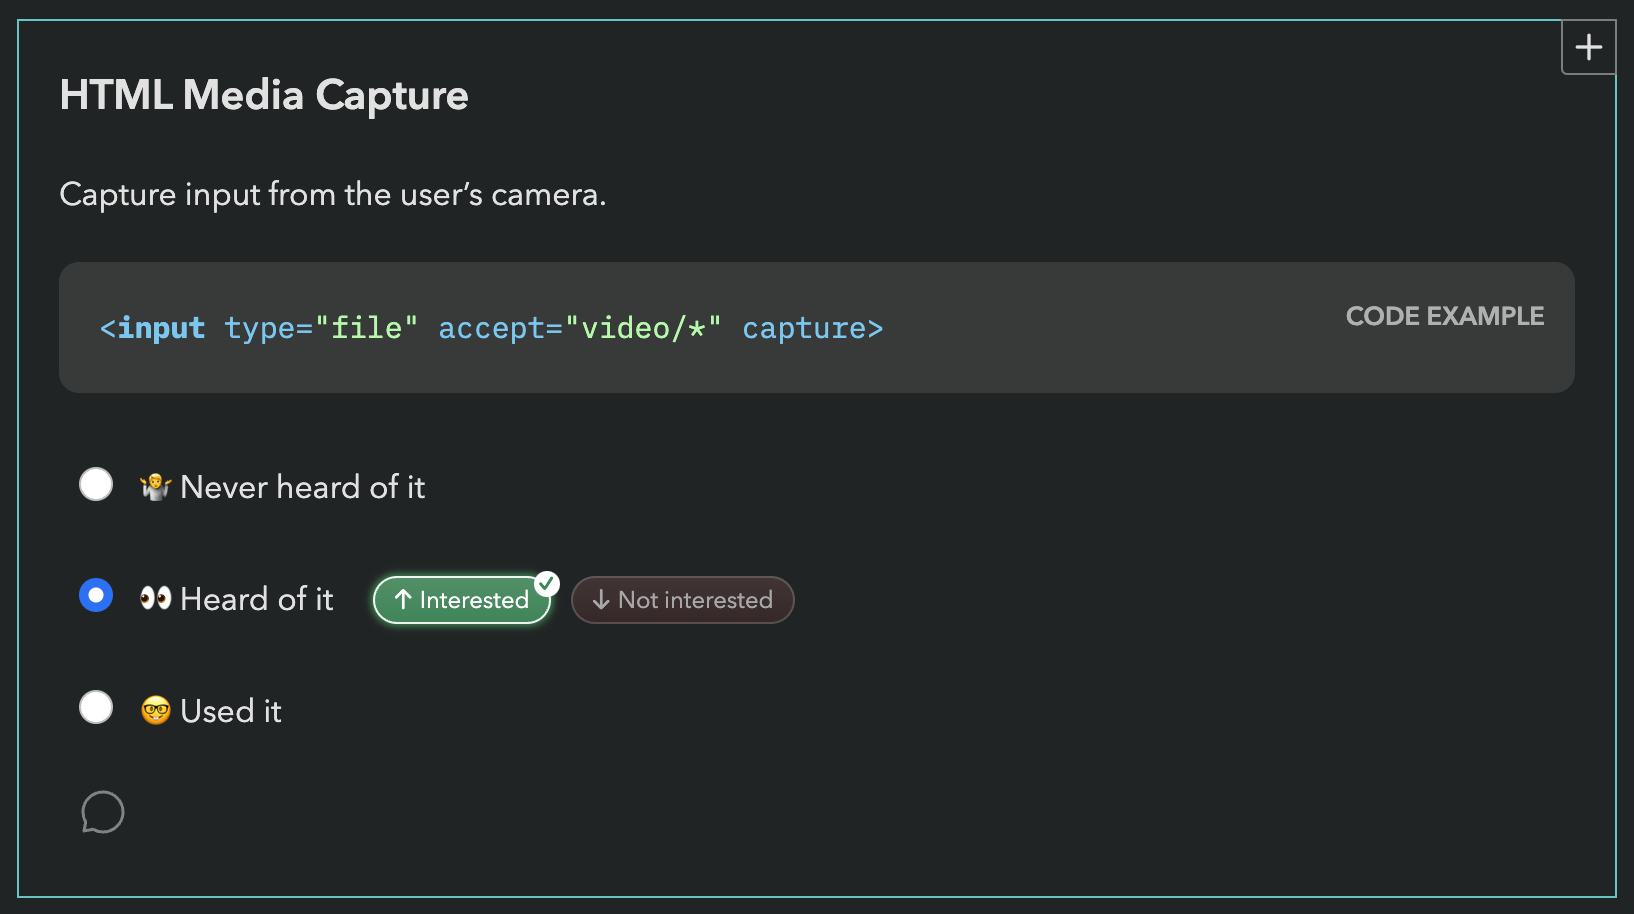 HTML Media Capture
Capture input from the user’s camera.
<input type="file" accept="video/*" capture>
CODE EXAMPLE
🤷 Never heard of it
👀 Heard of it
↑ Interested
↓ Not interested
🤓 Used it